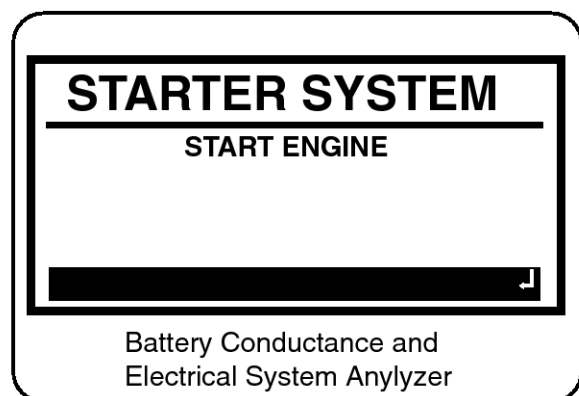 STARTER SYSTEM
START ENGINE
Battery Conductance and
Electrical System Anylyzer